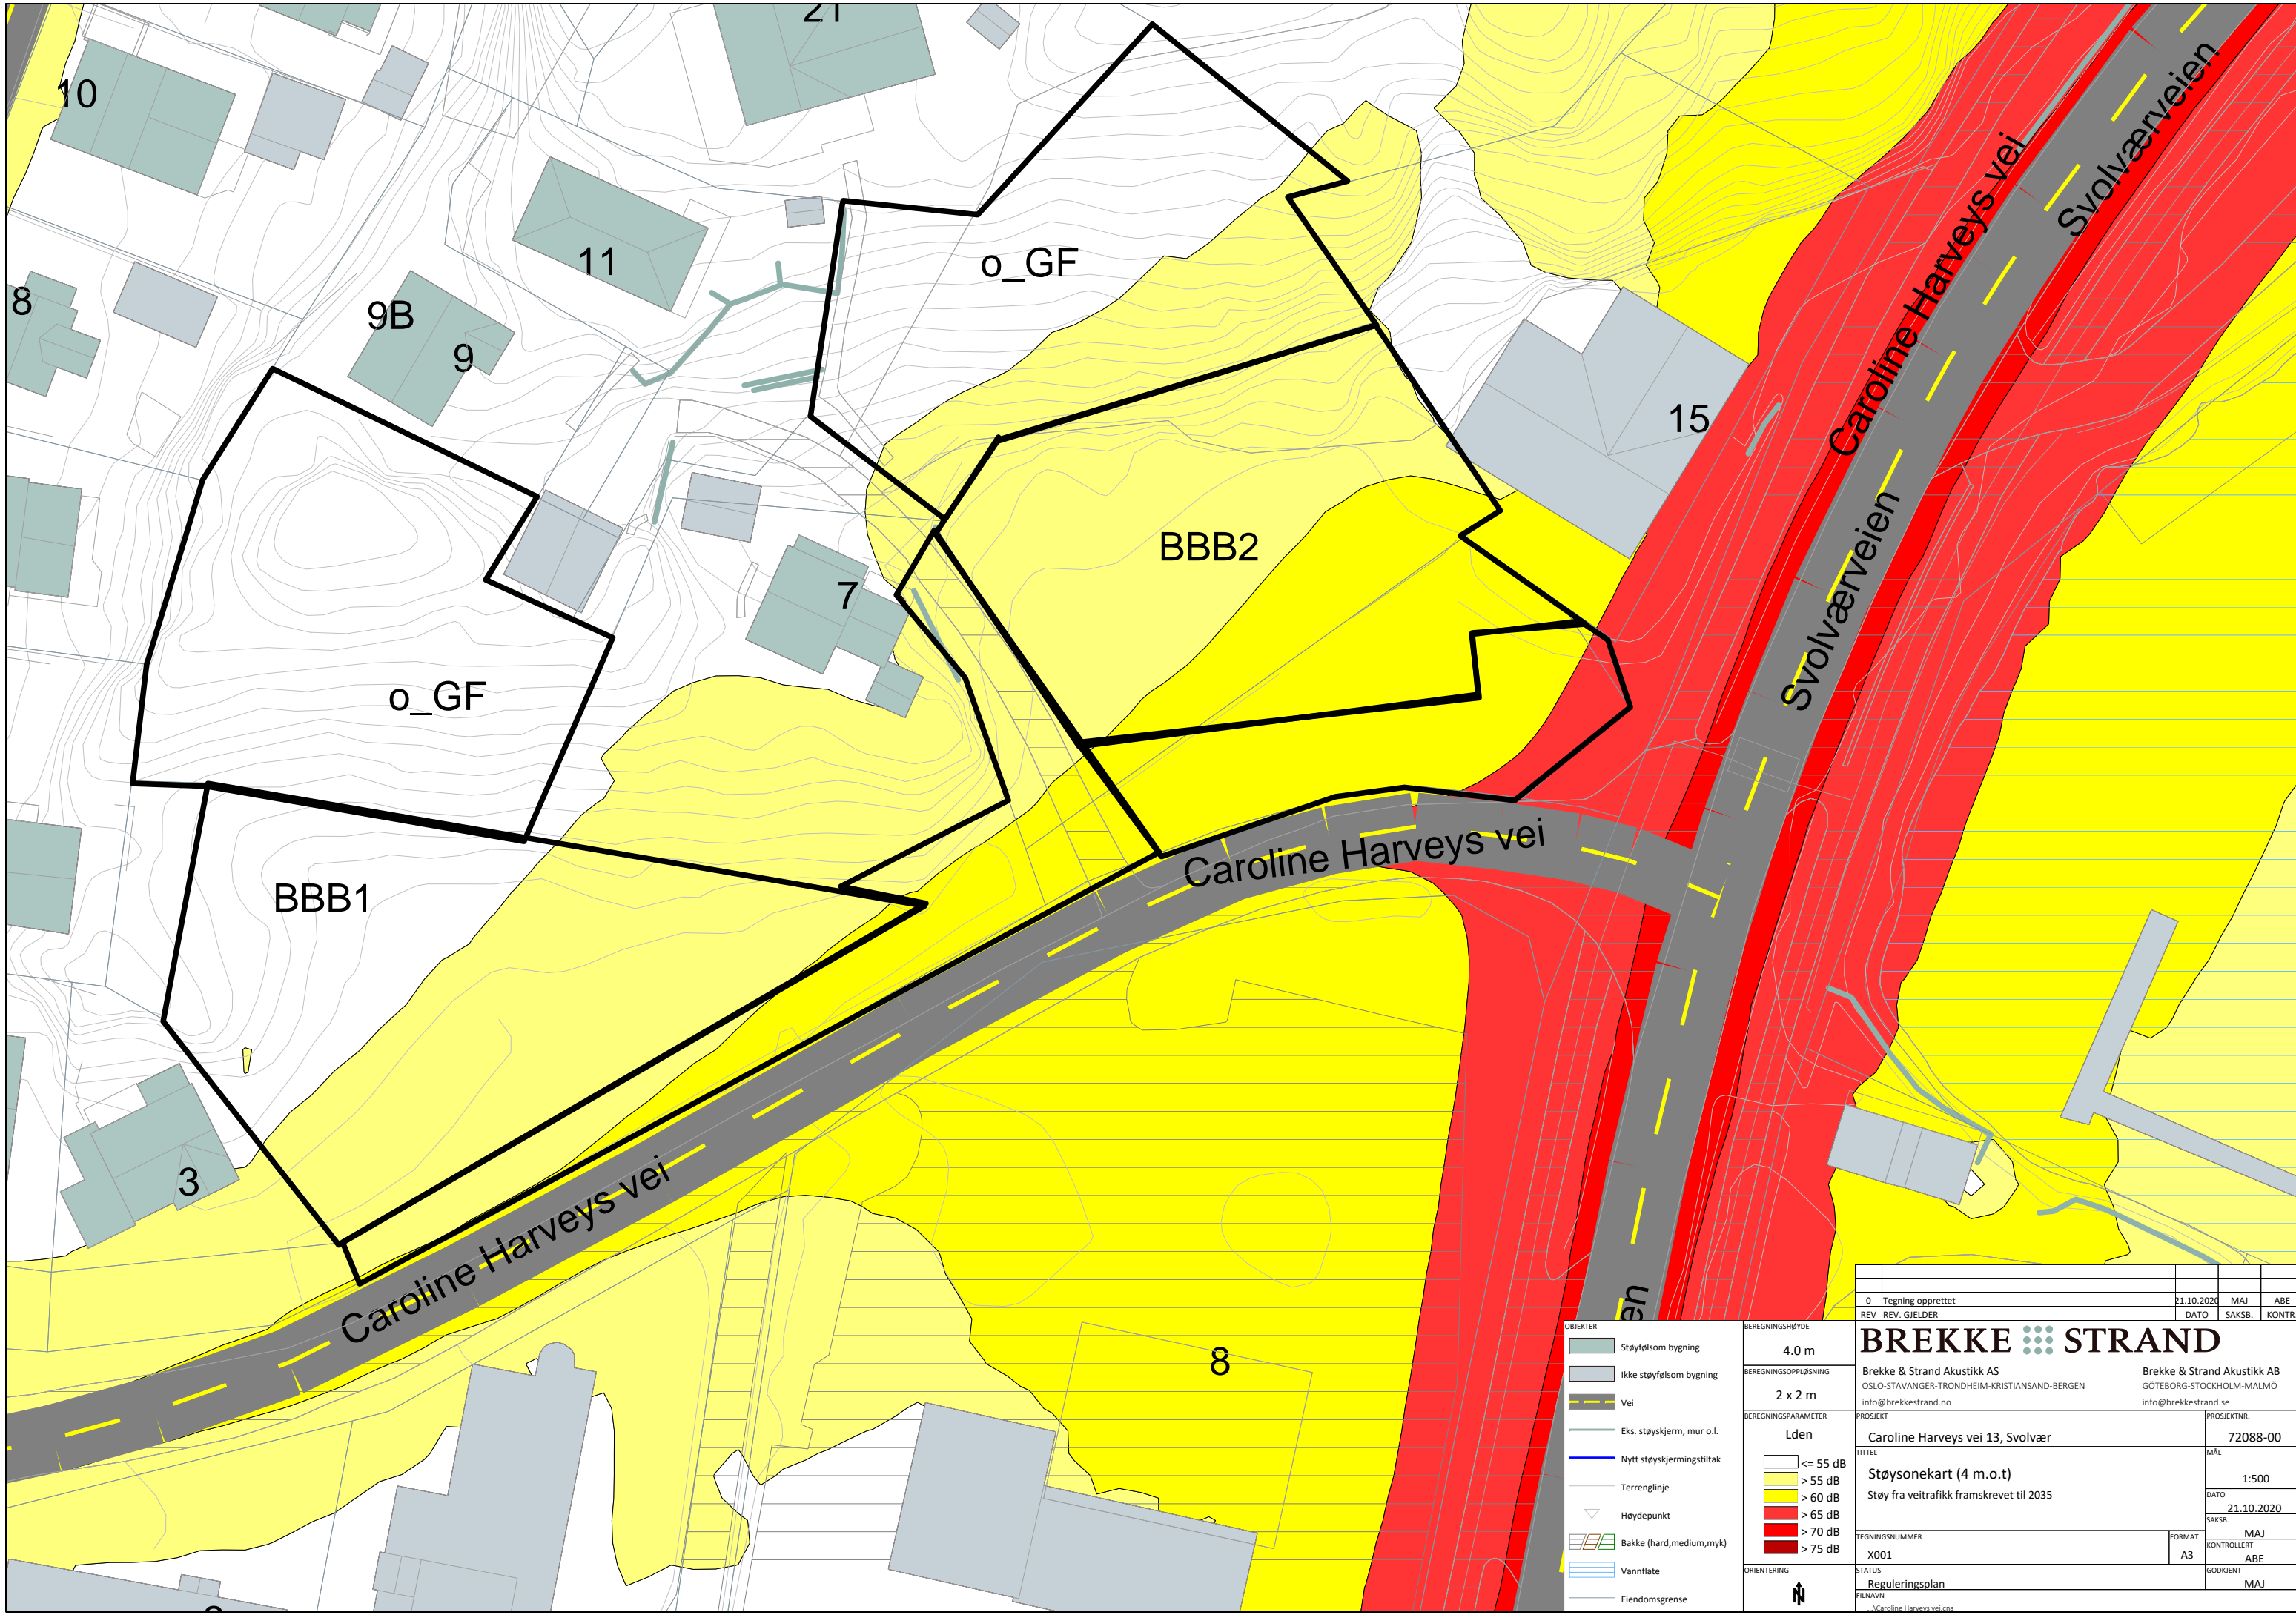 21
10
Svolværveien
Caroline Harveys vei
o_GF
11
8
9B
9
15
BBB2
Svolværveien
7
o_GF
Caroline Harveys vei
BBB1
3
Caroline Harveys vei
8
en
0 Tegning opprettet 21.10.2020 MAJ ABE
REV REV. GJELDER DATO SAKSB. KONTR
OBJEKTER
Støyfølsom bygning
Ikke støyfølsom bygning
Vei
Eks. støyskjerm, mur o.l.
Nytt støyskjermingstiltak
Terrenglinje
Høydepunkt
Bakke (hard,medium,myk)
Vannflate
Eiendomsgrense
BEREGNINGSHØYDE
4.0 m
BEREGNINGSOPPLØSNING
2 x 2 m
BEREGNINGSPARAMETER
Lden
<= 55 dB
> 55 dB
> 60 dB
> 65 dB
> 70 dB
> 75 dB
ORIENTERING
N
BREKKE STRAND
Brekke & Strand Akustikk AS
OSLO-STAVANGER-TRONDHEIM-KRISTIANSAND-BERGEN
info@brekkestrand.no
Brekke & Strand Akustikk AB
GÖTEBORG-STOCKHOLM-MALMÖ
info@brekkestrand.se
PROSJEKT
Caroline Harveys vei 13, Svolvær
PROSJEKTNR.
72088-00
TITTEL
Støysonekart (4 m.o.t)
Støy fra veitrafikk framskrevet til 2035
MÅL
1:500
DATO
21.10.2020
SAKSB.
MAJ
TEGNINGSNUMMER
X001
FORMAT
A3
KONTROLLERT
ABE
STATUS
Reguleringsplan
GODKJENT
MAJ
FILNAVN
...\Caroline Harveys vei.cna